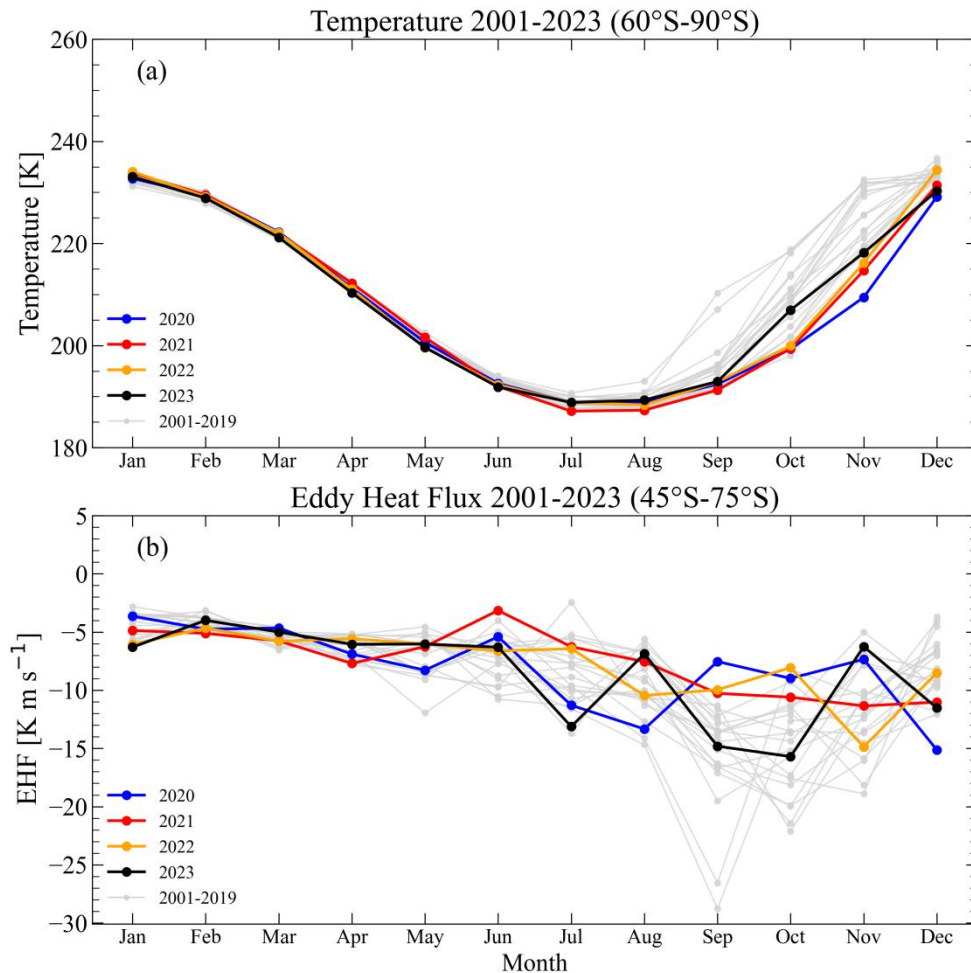 Temperature 2001-2023 (60°S-90°S)
(a)
Temperature [K]
260
240
220
200
180
2020
2021
2022
2023
2001-2019
Jan Feb Mar Apr May Jun Jul Aug Sep Oct Nov Dec
Eddy Heat Flux 2001-2023 (45°S-75°S)
(b)
EHF [K m s⁻¹]
5
0
−5
−10
−15
−20
−25
−30
2020
2021
2022
2023
2001-2019
Jan Feb Mar Apr May Jun Jul Aug Sep Oct Nov Dec
Month